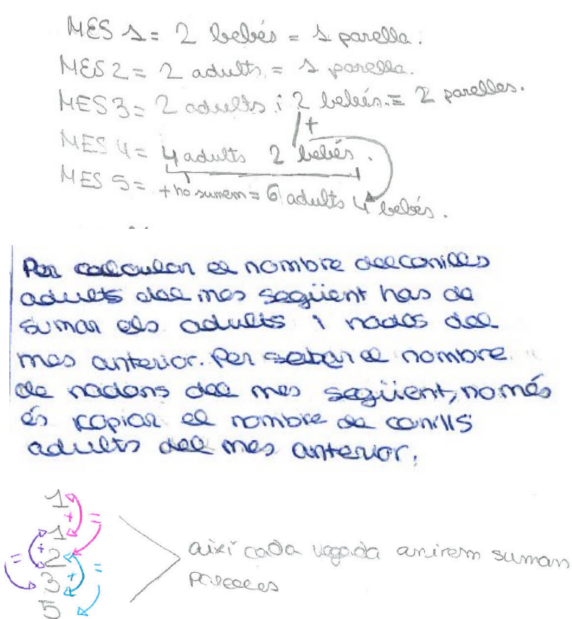 MES 1 = 2 bebés = 1 parella.
MES 2 = 2 adults = 1 parella.
MES 3 = 2 adults i 2 bebés = 2 parelles.
+
MES 4 = 4 adults 2 bebés.
MES 5 = + ho sumem = 6 adults 4 bebés.
Per calcular el nombre de conills
adults del mes següent has de
sumar els adults i nadós del
mes anterior. Per saber el nombre
de nadons del mes següent, només
és copiar el nombre de conills
adults del mes anterior.
1
1
2
3
5
+ =
= +
+ =
així cada vegada anirem suman
parelles